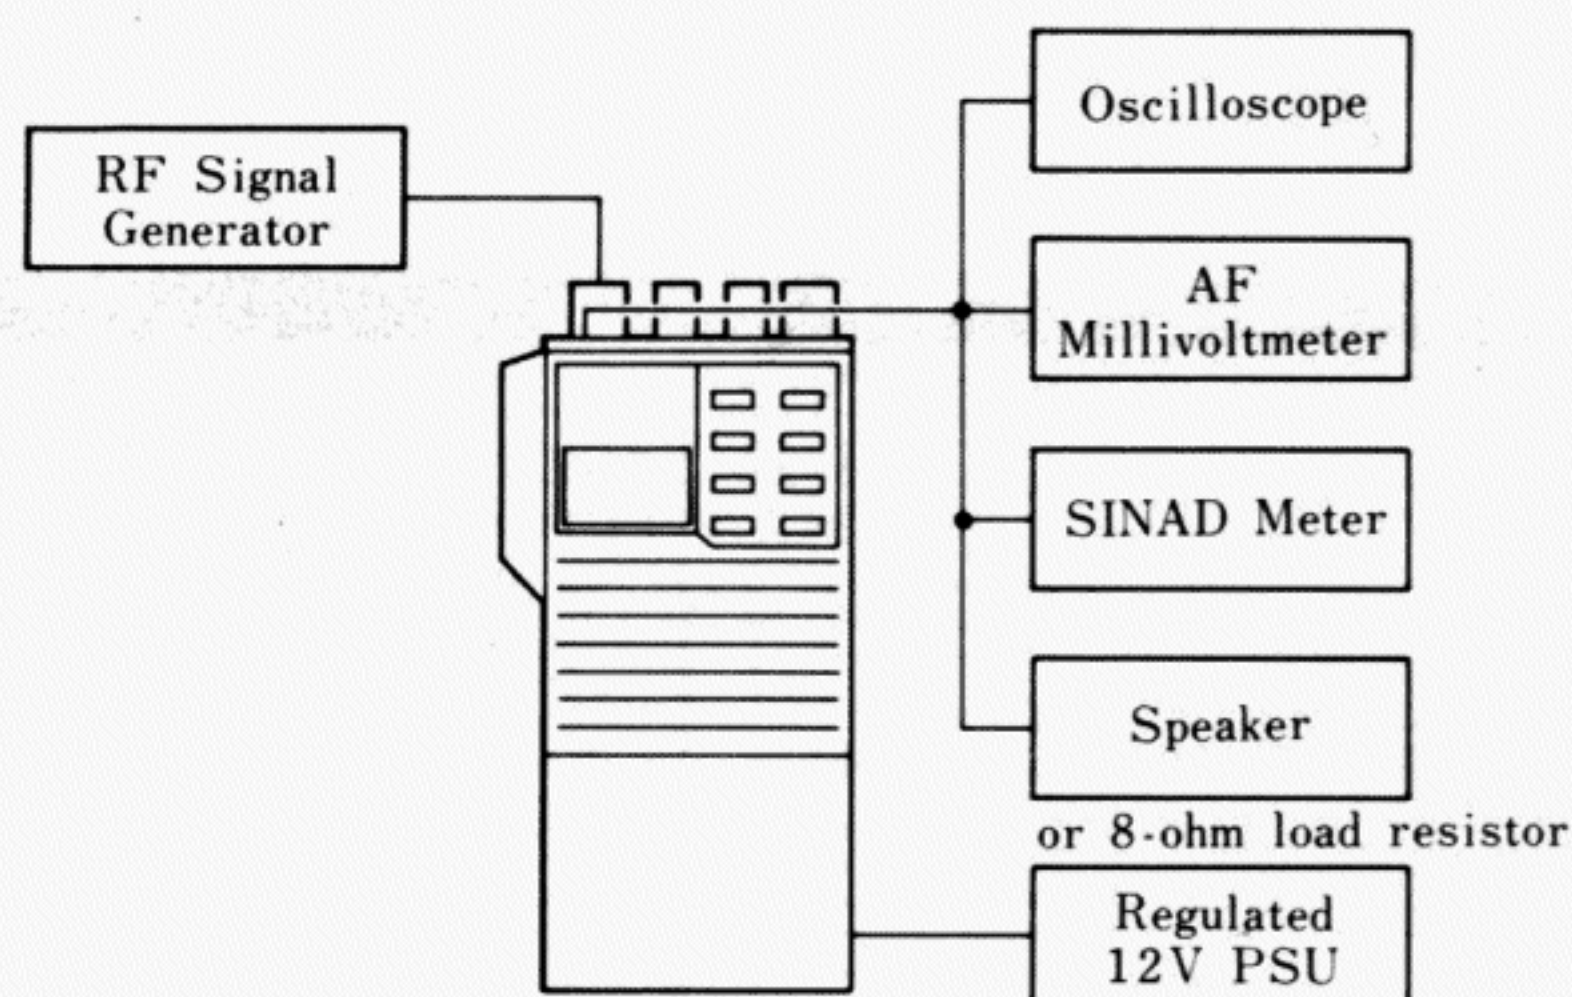 RF Signal
Generator
Oscilloscope
AF
Millivoltmeter
SINAD Meter
Speaker
or 8-ohm load resistor
Regulated
12V PSU